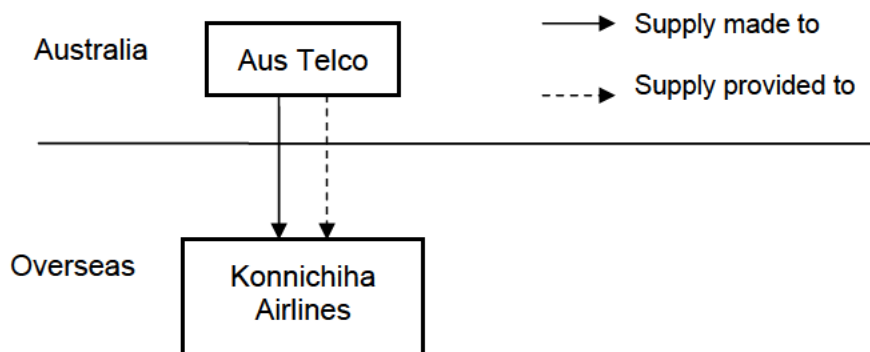 Australia
Aus Telco
Supply made to
Supply provided to
Overseas
Konnichiha
Airlines